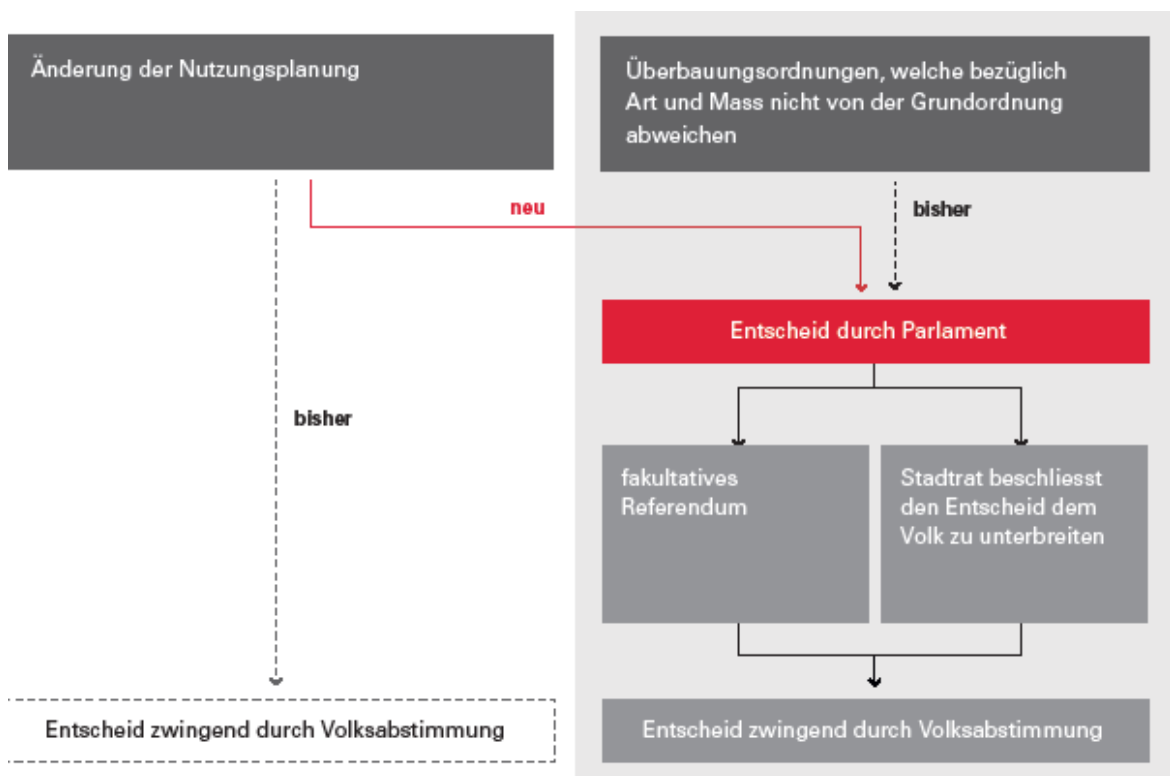 Änderung der Nutzungsplanung
Überbauungsordnungen, welche bezüglich
Art und Mass nicht von der Grundordnung
abweichen
neu
bisher
Entscheid durch Parlament
bisher
fakultatives
Referendum
Stadtrat beschliesst
den Entscheid dem
Volk zu unterbreiten
Entscheid zwingend durch Volksabstimmung
Entscheid zwingend durch Volksabstimmung